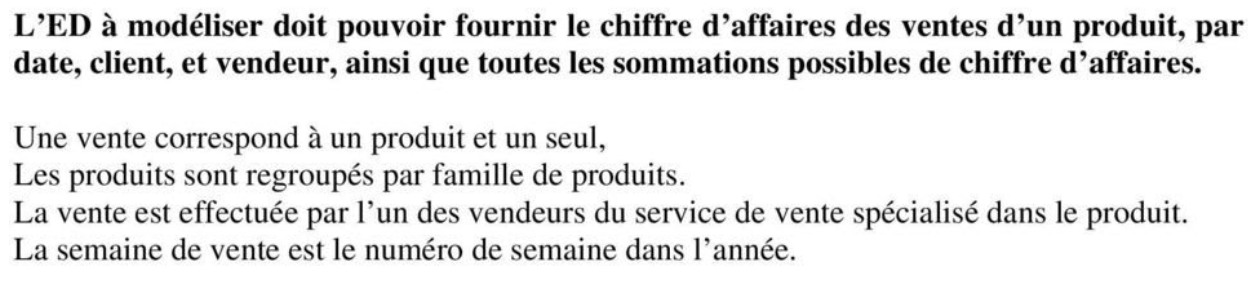 L’ED à modéliser doit pouvoir fournir le chiffre d’affaires des ventes d’un produit, par
date, client, et vendeur, ainsi que toutes les sommations possibles de chiffre d’affaires.
Une vente correspond à un produit et un seul,
Les produits sont regroupés par famille de produits.
La vente est effectuée par l’un des vendeurs du service de vente spécialisé dans le produit.
La semaine de vente est le numéro de semaine dans l’année.